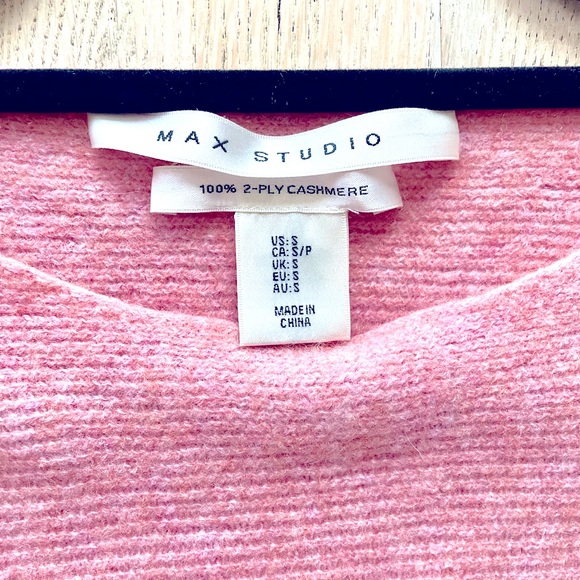 MAX STUDIO
100% 2-PLY CASHMERE
US:S
CA:S/P
UK:S
EU:S
AU:S
MADE IN
CHINA